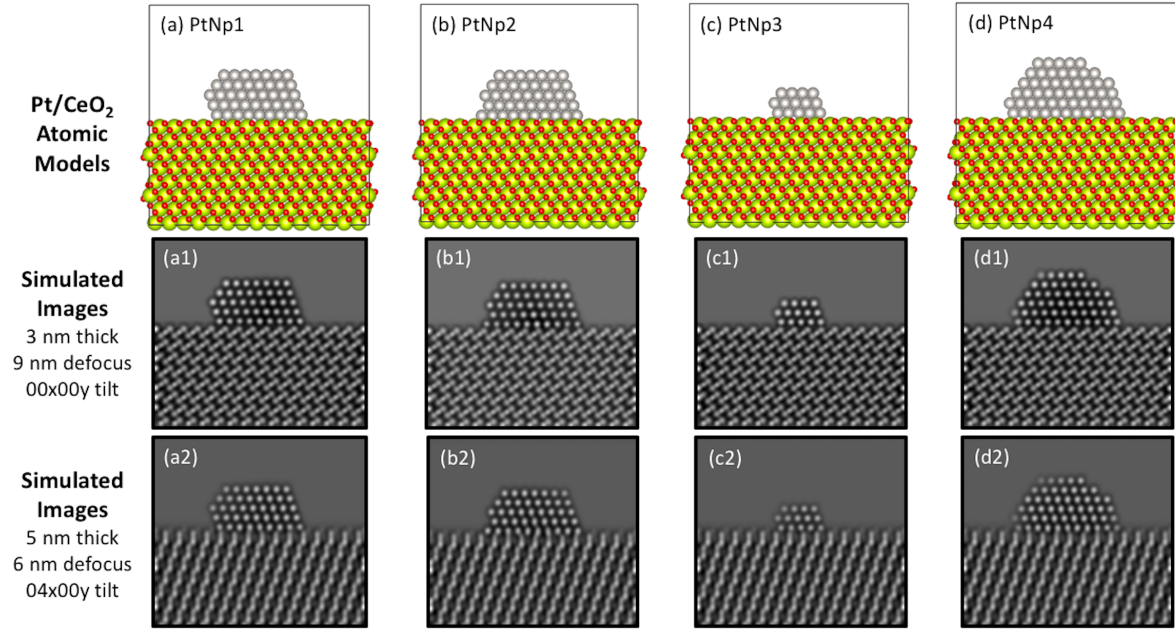 (a) PtNp1
(b) PtNp2
(c) PtNp3
(d) PtNp4
Pt/CeO₂
Atomic
Models
(a1)
(b1)
(c1)
(d1)
Simulated
Images
3 nm thick
9 nm defocus
00x00y tilt
(a2)
(b2)
(c2)
(d2)
Simulated
Images
5 nm thick
6 nm defocus
04x00y tilt